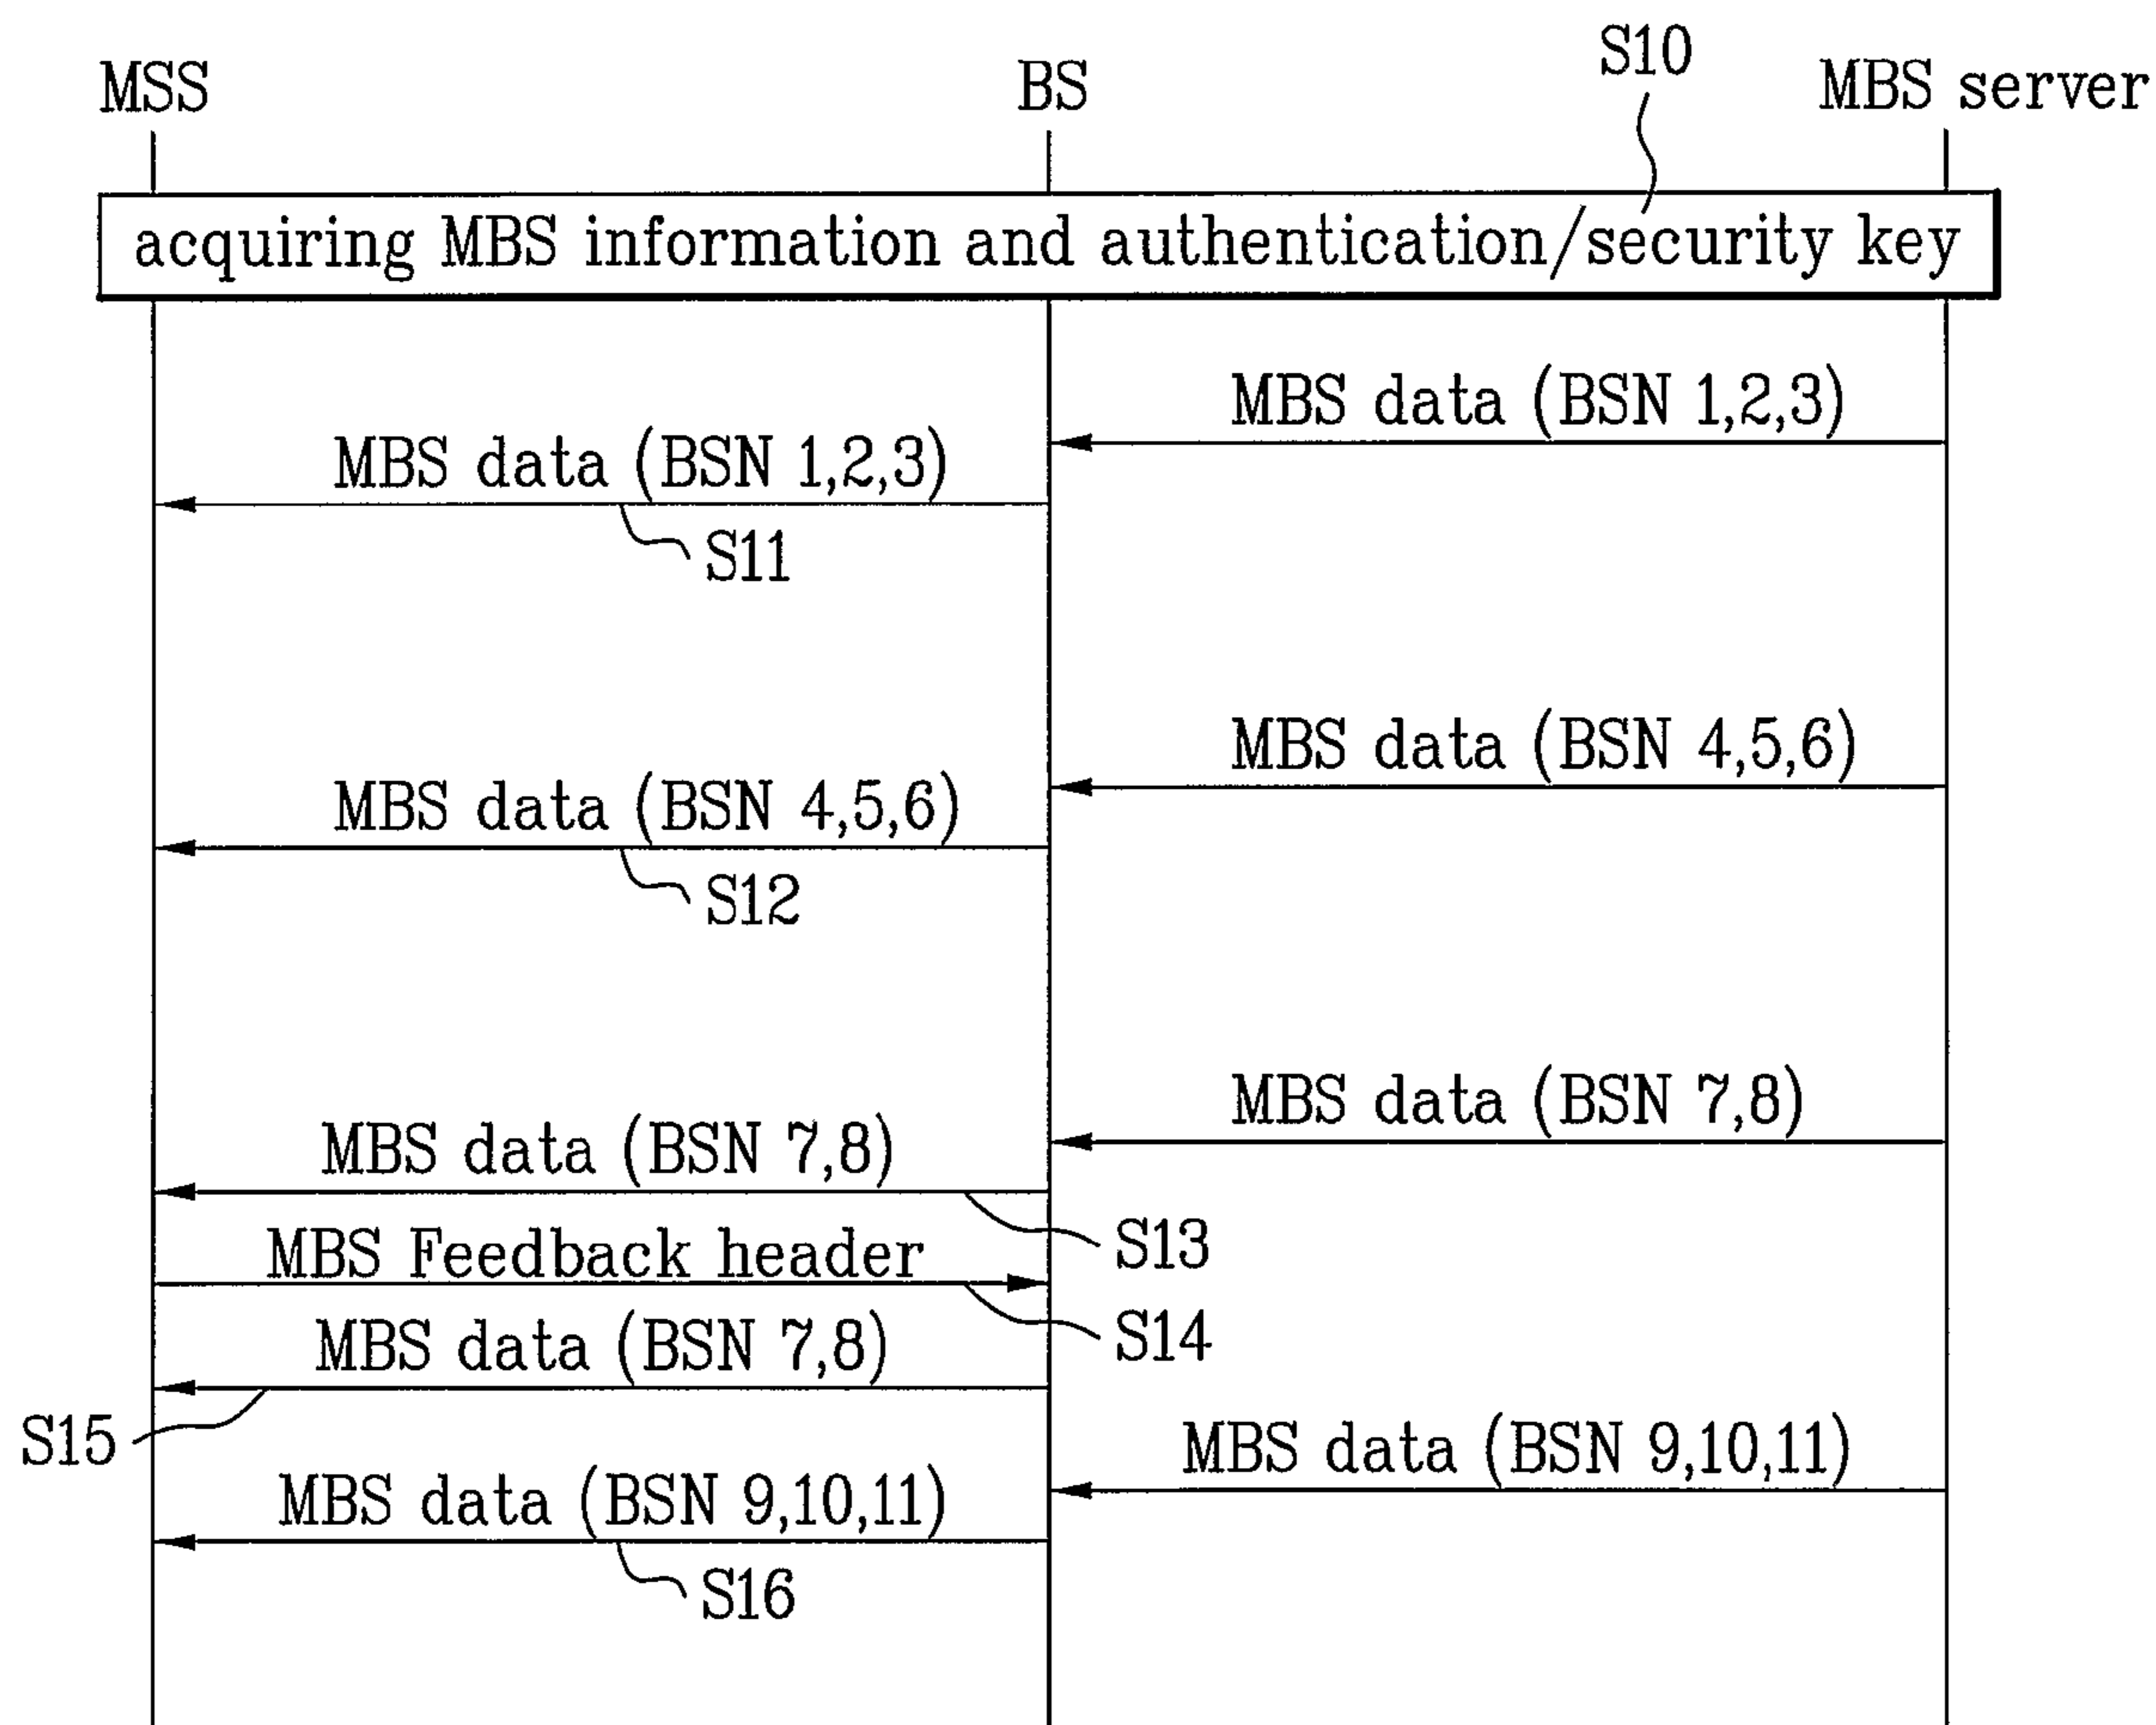 S10
MSS BS MBS server
acquiring MBS information and authentication/security key
MBS data (BSN 1,2,3)
MBS data (BSN 1,2,3)
S11
MBS data (BSN 4,5,6)
MBS data (BSN 4,5,6)
S12
MBS data (BSN 7,8)
MBS data (BSN 7,8)
S13
MBS Feedback header
S14
MBS data (BSN 7,8)
S15
MBS data (BSN 9,10,11)
MBS data (BSN 9,10,11)
S16